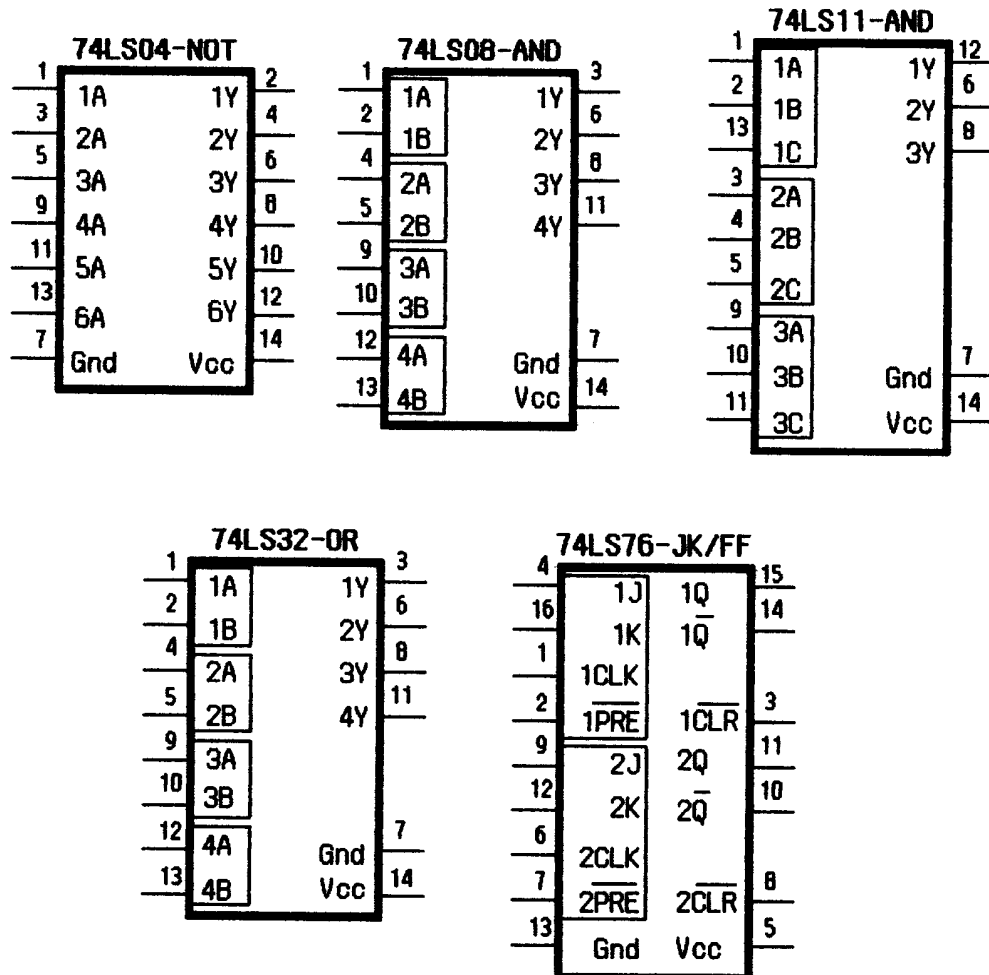 74LS04-NOT
1 1A 1Y 2
3 2A 2Y 4
5 3A 3Y 6
9 4A 4Y 8
11 5A 5Y 10
13 6A 6Y 12
7 Gnd Vcc 14
74LS08-AND
1 1A 1Y 3
2 1B 2Y 6
4 2A 3Y 8
5 2B 4Y 11
9 3A
10 3B
12 4A Gnd 7
13 4B Vcc 14
74LS11-AND
1 1A 1Y 12
2 1B 2Y 6
13 1C 3Y 8
3 2A
4 2B
5 2C
9 3A
10 3B Gnd 7
11 3C Vcc 14
74LS32-OR
1 1A 1Y 3
2 1B 2Y 6
4 2A 3Y 8
5 2B 4Y 11
9 3A
10 3B
12 4A Gnd 7
13 4B Vcc 14
74LS76-JK/FF
4 1J 1Q 15
16 1K 1Q̅ 14
1 1CLK
2 1P̅R̅E̅ 1C̅L̅R̅ 3
9 2J 2Q 11
12 2K 2Q̅ 10
6 2CLK
7 2P̅R̅E̅ 2C̅L̅R̅ 8
13 Gnd Vcc 5